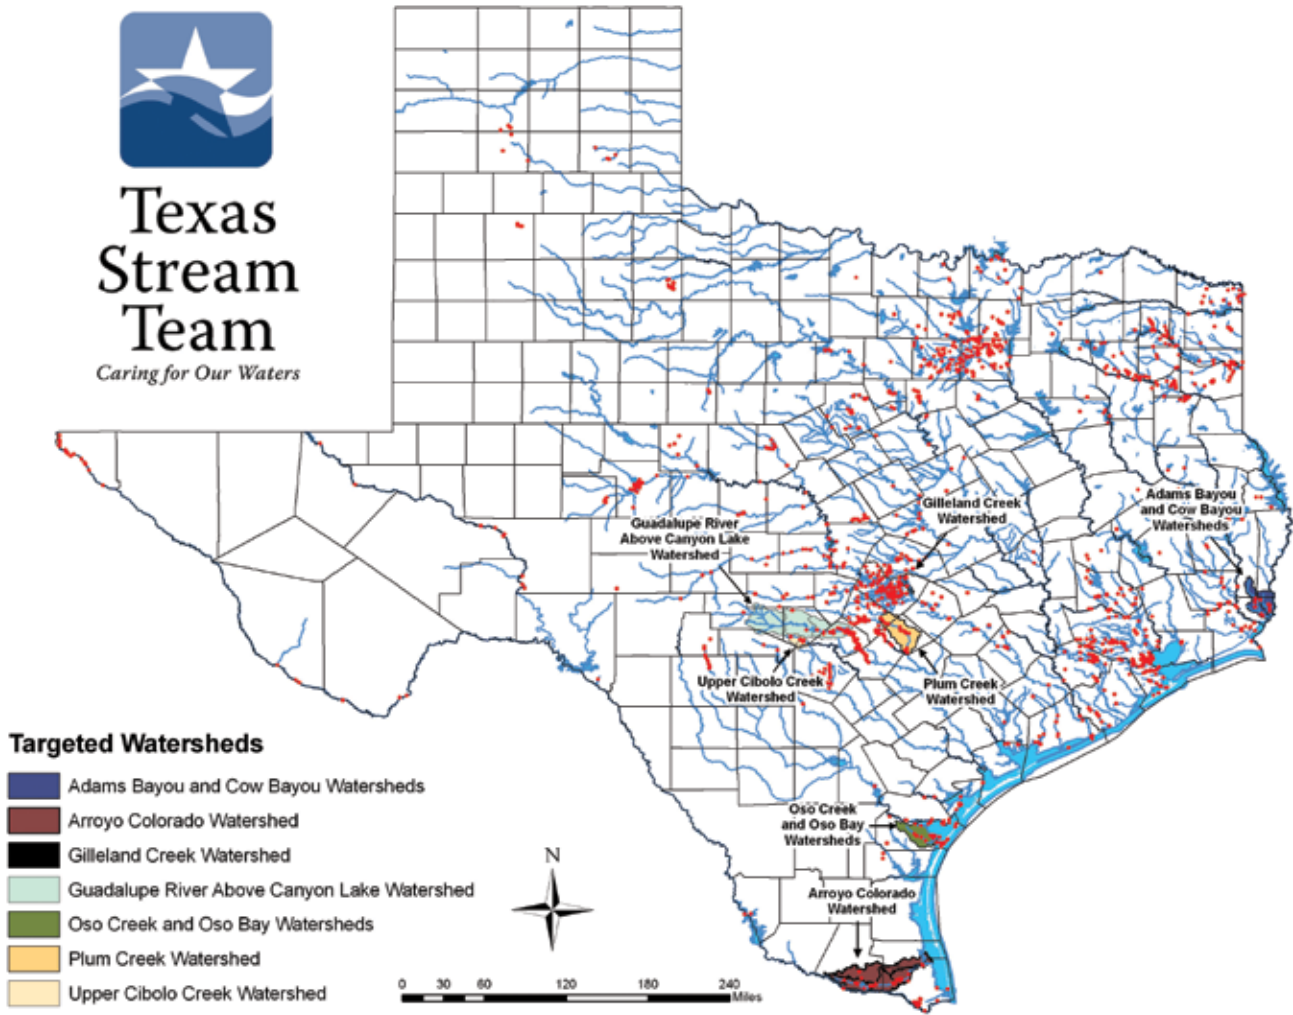 Texas
Stream
Team
Caring for Our Waters
Gilleland Creek
Watershed
Adams Bayou
and Cow Bayou
Watersheds
Guadalupe River
Above Canyon Lake
Watershed
Upper Cibolo Creek
Watershed
Plum Creek
Watershed
Oso Creek
and Oso Bay
Watersheds
Arroyo Colorado
Watershed
Targeted Watersheds
Adams Bayou and Cow Bayou Watersheds
Arroyo Colorado Watershed
Gilleland Creek Watershed
Guadalupe River Above Canyon Lake Watershed
Oso Creek and Oso Bay Watersheds
Plum Creek Watershed
Upper Cibolo Creek Watershed
N
0 30 60 120 180 240
Miles